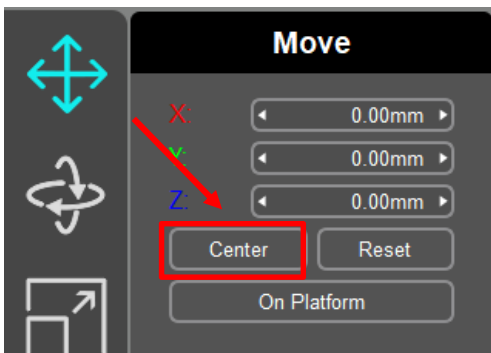 Move
X: 0.00mm
Y: 0.00mm
Z: 0.00mm
Center Reset
On Platform